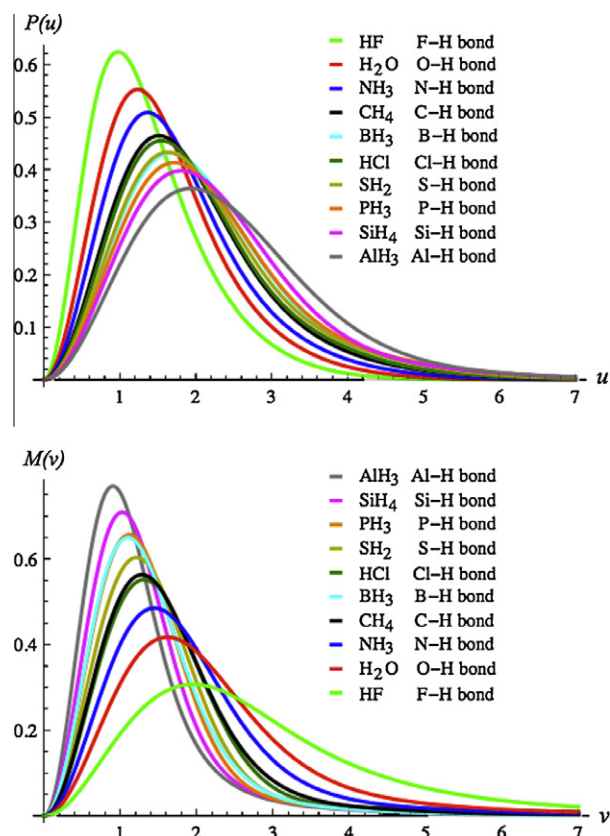 P(u)
HF F–H bond
H2O O–H bond
NH3 N–H bond
CH4 C–H bond
BH3 B–H bond
HCl Cl–H bond
SH2 S–H bond
PH3 P–H bond
SiH4 Si–H bond
AlH3 Al–H bond
0.6
0.5
0.4
0.3
0.2
0.1
1 2 3 4 5 6 7 u
M(v)
AlH3 Al–H bond
SiH4 Si–H bond
PH3 P–H bond
SH2 S–H bond
HCl Cl–H bond
BH3 B–H bond
CH4 C–H bond
NH3 N–H bond
H2O O–H bond
HF F–H bond
0.6
0.4
0.2
1 2 3 4 5 6 7 v